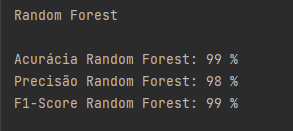 Random Forest
Acurácia Random Forest: 99 %
Precisão Random Forest: 98 %
F1-Score Random Forest: 99 %